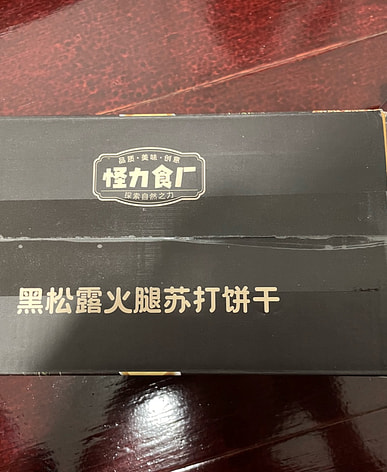 品质·美味·创意
怪力食厂
探索自然之力
黑松露火腿苏打饼干